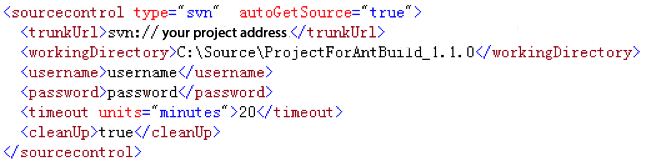 <sourcecontrol type="svn"  autoGetSource="true">
<trunkUrl>svn:// your project address </trunkUrl>
<workingDirectory>C:\Source\ProjectForAntBuild_1.1.0</workingDirectory>
<username>username</username>
<password>password</password>
<timeout units="minutes">20</timeout>
<cleanUp>true</cleanUp>
</sourcecontrol>